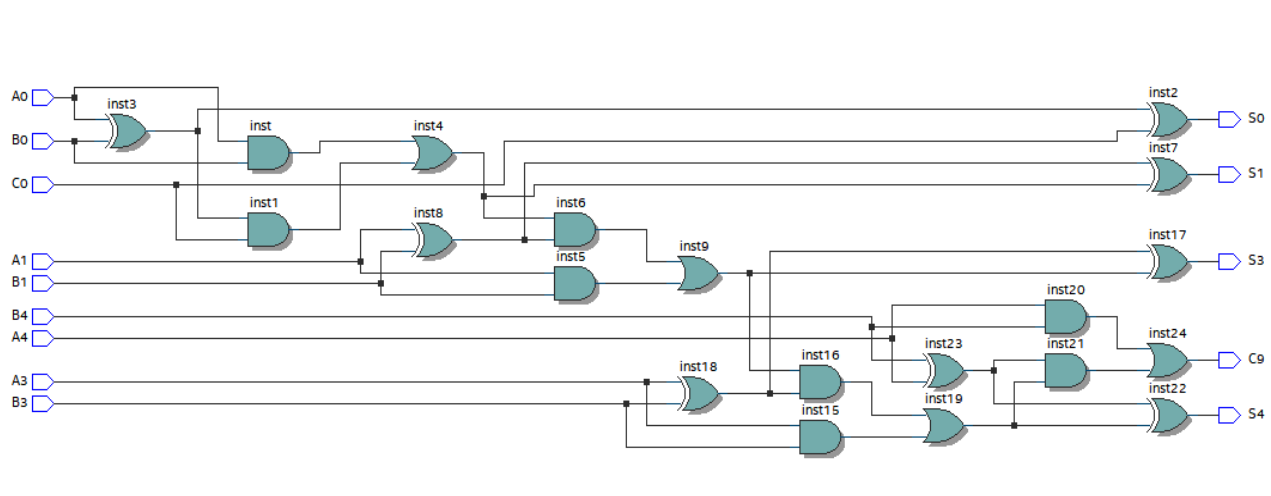 A0
B0
C0
A1
B1
B4
A4
A3
B3
inst3
inst
inst1
inst4
inst8
inst6
inst5
inst9
inst18
inst16
inst15
inst23
inst19
inst20
inst21
inst2
inst7
inst17
inst24
inst22
S0
S1
S3
C9
S4